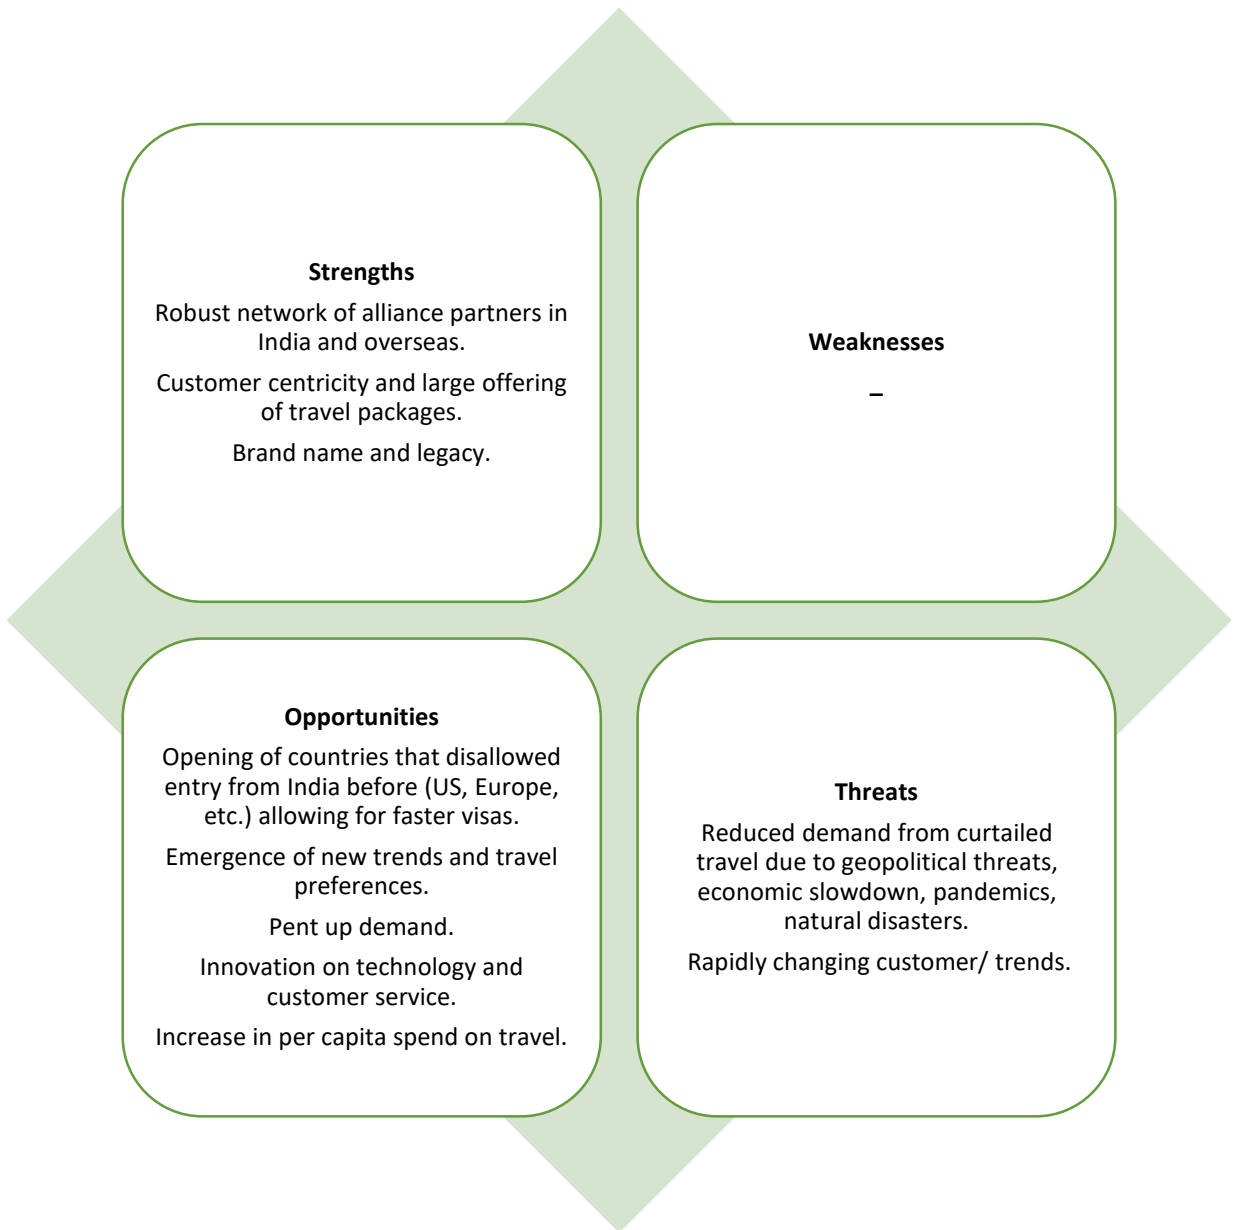 Strengths
Robust network of alliance partners in
India and overseas.
Customer centricity and large offering
of travel packages.
Brand name and legacy.
Weaknesses
–
Opportunities
Opening of countries that disallowed
entry from India before (US, Europe,
etc.) allowing for faster visas.
Emergence of new trends and travel
preferences.
Pent up demand.
Innovation on technology and
customer service.
Increase in per capita spend on travel.
Threats
Reduced demand from curtailed
travel due to geopolitical threats,
economic slowdown, pandemics,
natural disasters.
Rapidly changing customer/ trends.